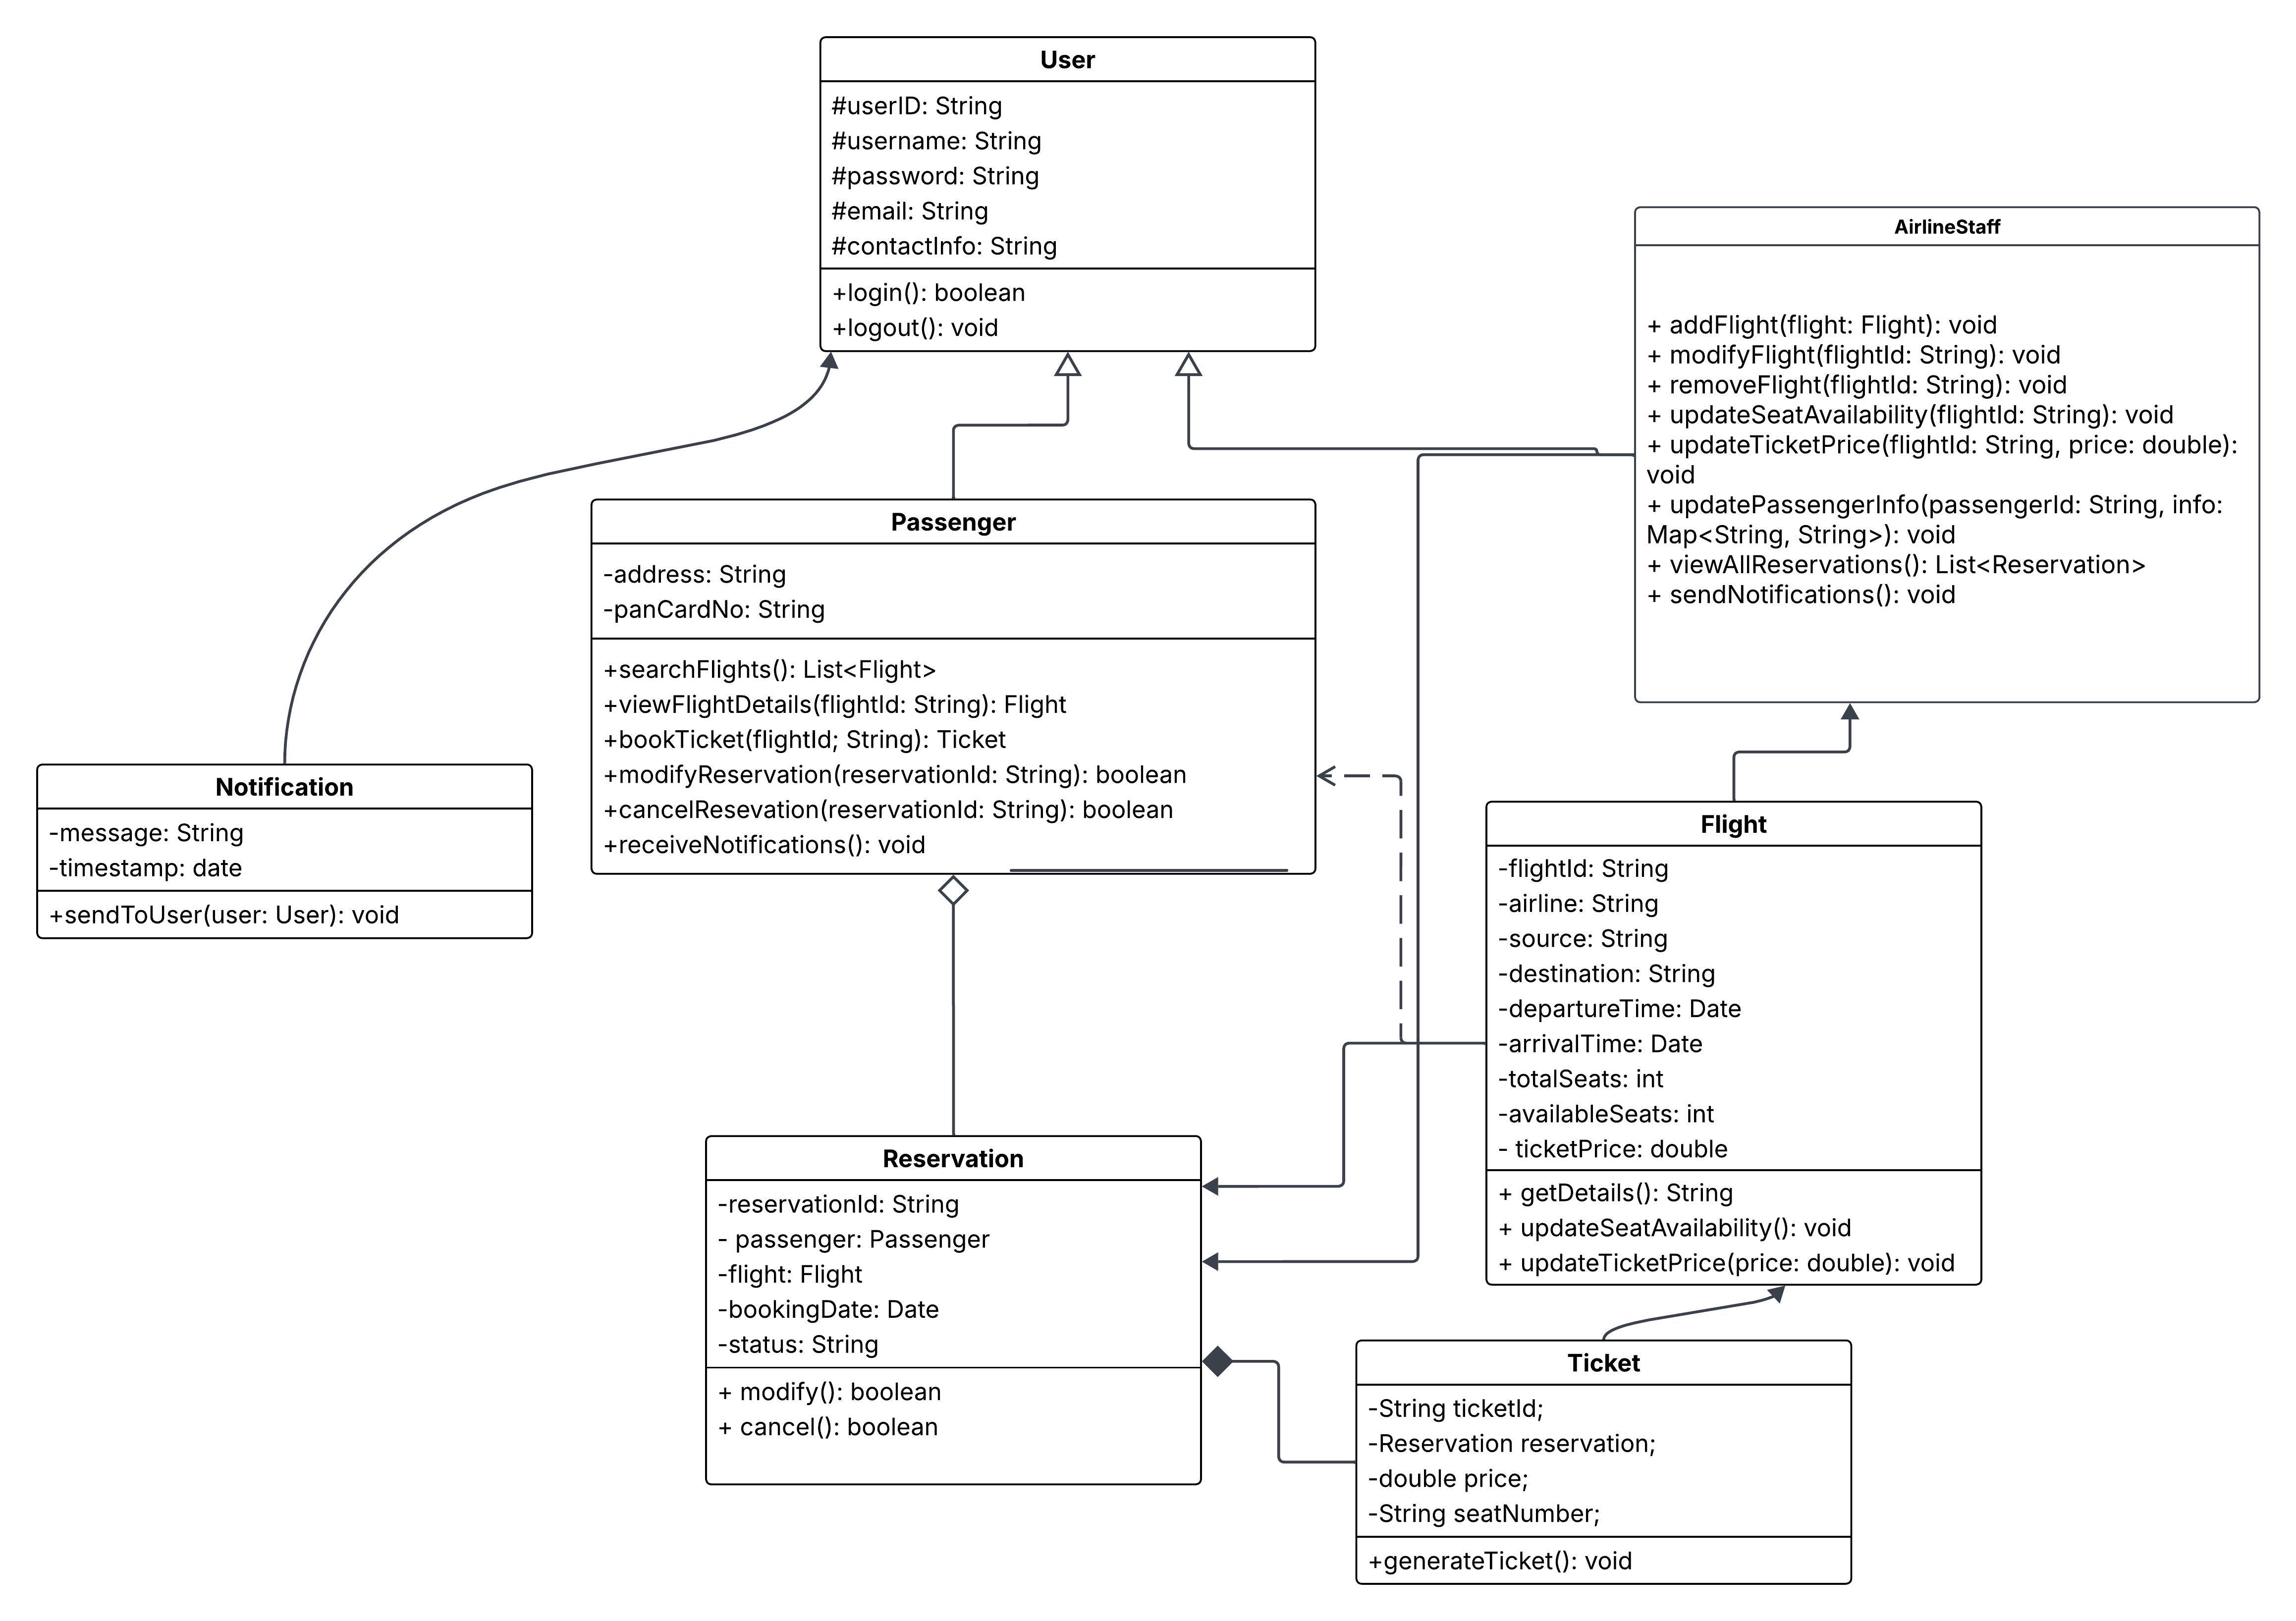 User
#userID: String
#username: String
#password: String
#email: String
#contactInfo: String
+login(): boolean
+logout(): void
AirlineStaff
+ addFlight(flight: Flight): void
+ modifyFlight(flightId: String): void
+ removeFlight(flightId: String): void
+ updateSeatAvailability(flightId: String): void
+ updateTicketPrice(flightId: String, price: double):
void
+ updatePassengerInfo(passengerId: String, info:
Map<String, String>): void
+ viewAllReservations(): List<Reservation>
+ sendNotifications(): void
Passenger
-address: String
-panCardNo: String
+searchFlights(): List<Flight>
+viewFlightDetails(flightId: String): Flight
+bookTicket(flightId; String): Ticket
+modifyReservation(reservationId: String): boolean
+cancelResevation(reservationId: String): boolean
+receiveNotifications(): void
Notification
-message: String
-timestamp: date
+sendToUser(user: User): void
Flight
-flightId: String
-airline: String
-source: String
-destination: String
-departureTime: Date
-arrivalTime: Date
-totalSeats: int
-availableSeats: int
- ticketPrice: double
+ getDetails(): String
+ updateSeatAvailability(): void
+ updateTicketPrice(price: double): void
Reservation
-reservationId: String
- passenger: Passenger
-flight: Flight
-bookingDate: Date
-status: String
+ modify(): boolean
+ cancel(): boolean
Ticket
-String ticketId;
-Reservation reservation;
-double price;
-String seatNumber;
+generateTicket(): void